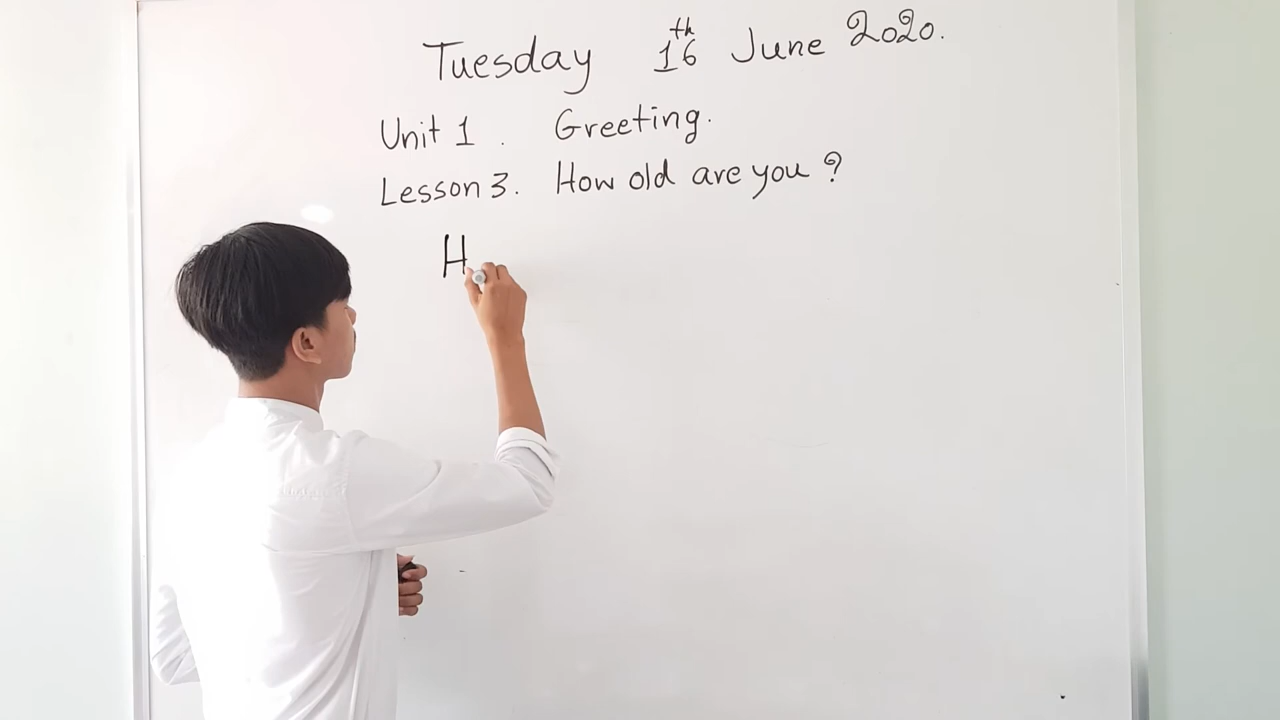 Tuesday 16th June 2020.
Unit 1. Greeting.
Lesson 3. How old are you?
H